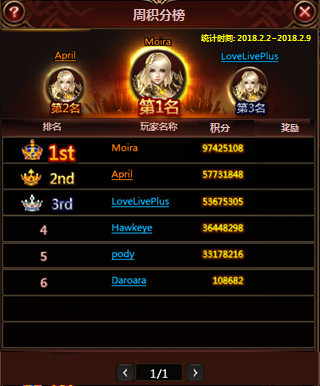 周积分榜
统计时间: 2018.2.2~2018.2.9
Moira
April
LoveLivePlus
第2名
第1名
第3名
排名 玩家名称 积分 奖励
1st Moira 97425108
2nd April 57731848
3rd LoveLivePlus 53675305
4 Hawkeye 36448298
5 pody 33178216
6 Daroara 108682
1/1